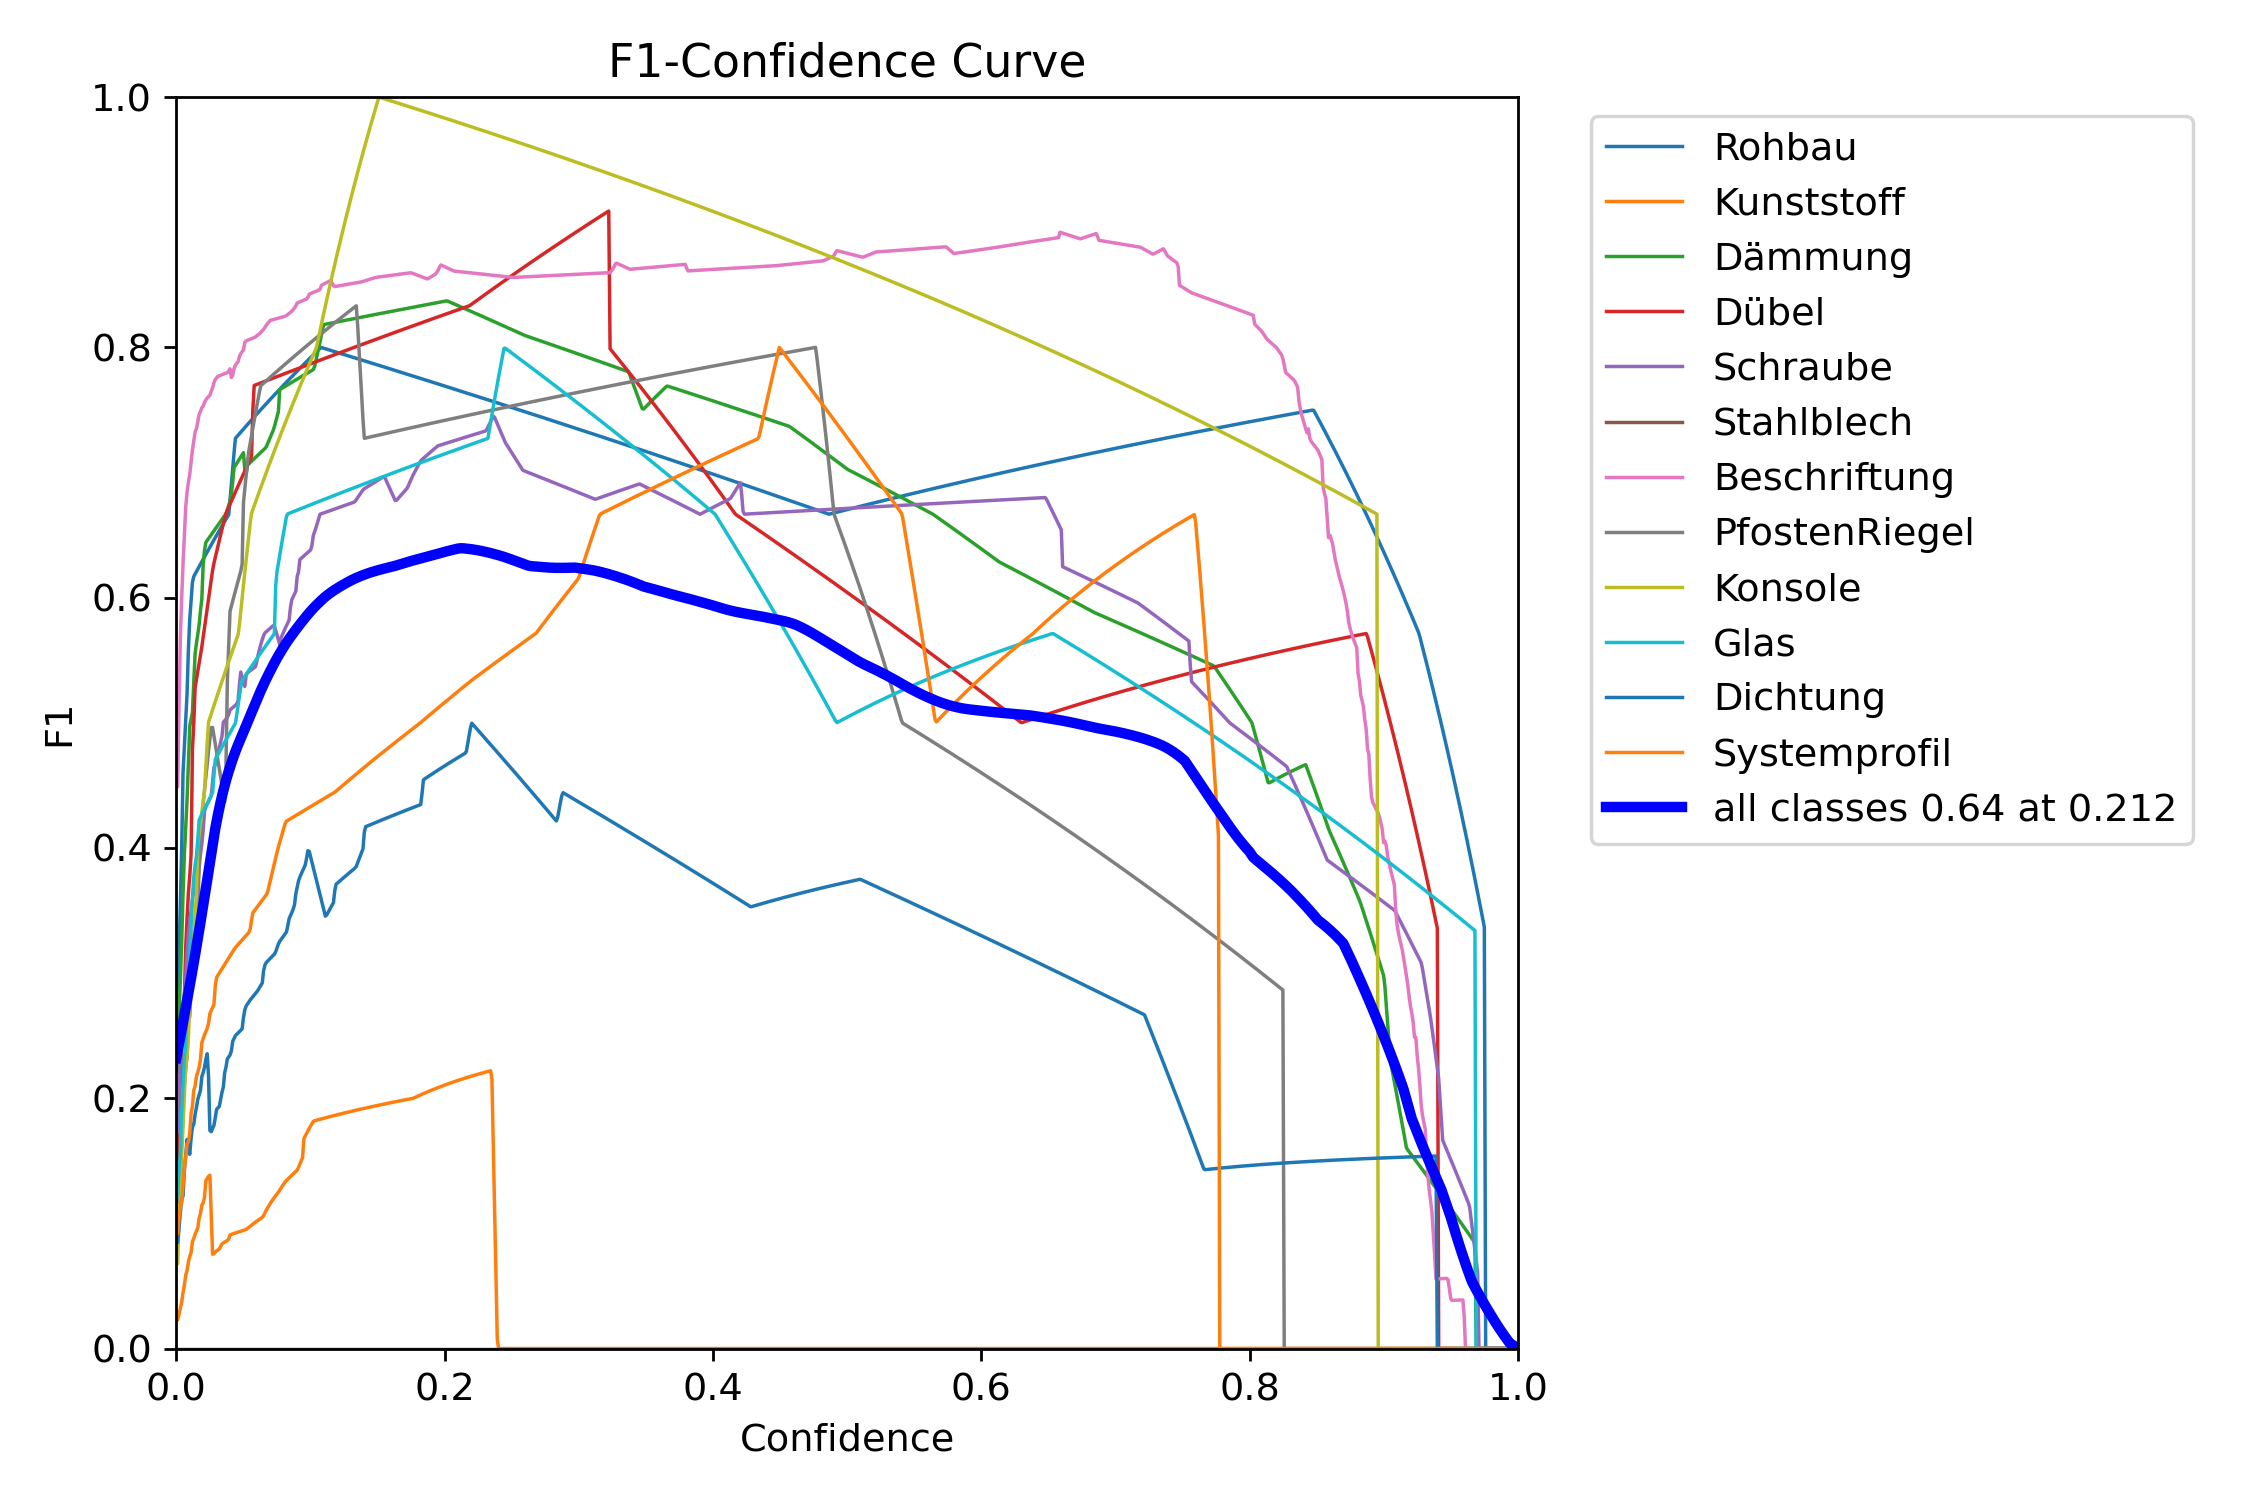 F1-Confidence Curve
1.0
0.8
0.6
0.4
0.2
0.0
F1
0.0 0.2 0.4 0.6 0.8 1.0
Confidence
Rohbau
Kunststoff
Dämmung
Dübel
Schraube
Stahlblech
Beschriftung
PfostenRiegel
Konsole
Glas
Dichtung
Systemprofil
all classes 0.64 at 0.212